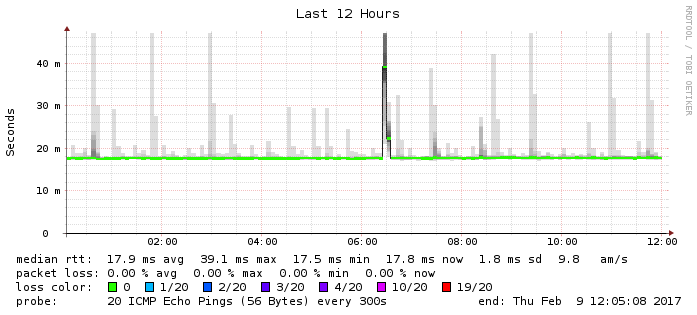 Last 12 Hours
RRDTOOL / TOBI OETIKER
Seconds
40 m
30 m
20 m
10 m
0
02:00 04:00 06:00 08:00 10:00 12:00
median rtt: 17.9 ms avg 39.1 ms max 17.5 ms min 17.8 ms now 1.8 ms sd 9.8 am/s
packet loss: 0.00 % avg 0.00 % max 0.00 % min 0.00 % now
loss color: 0 1/20 2/20 3/20 4/20 10/20 19/20
probe: 20 ICMP Echo Pings (56 Bytes) every 300s end: Thu Feb 9 12:05:08 2017